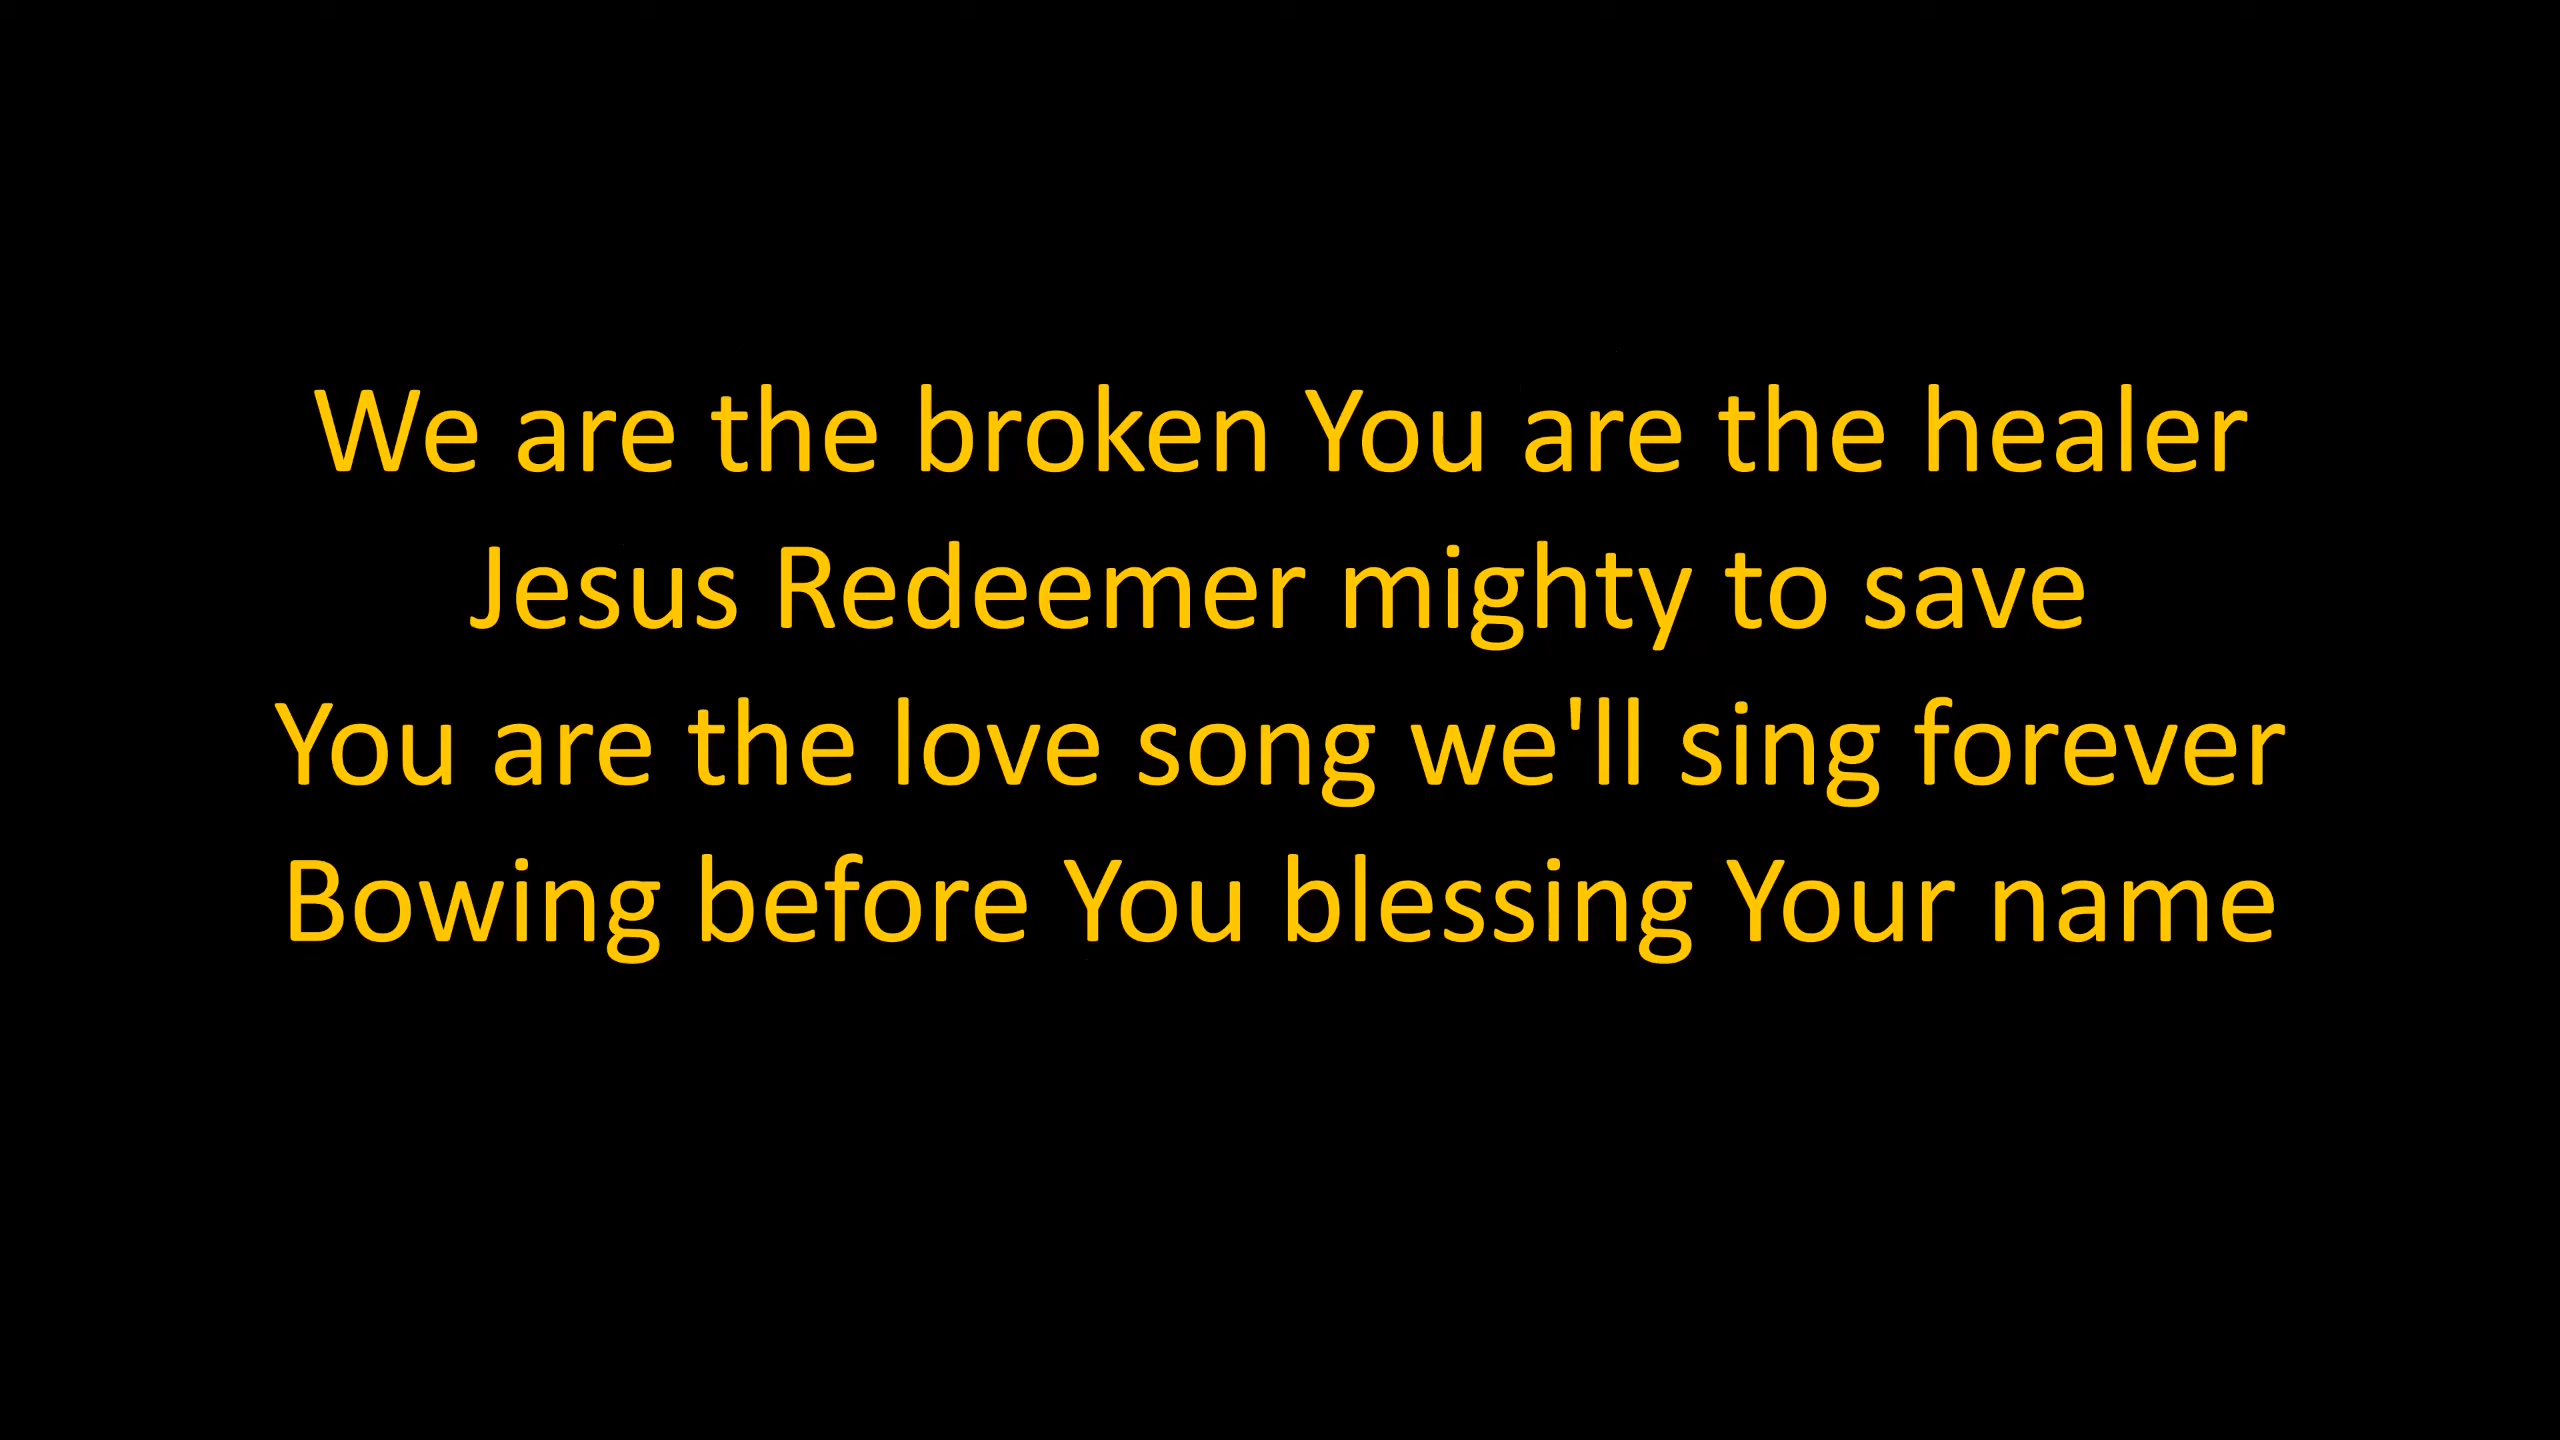 We are the broken You are the healer
Jesus Redeemer mighty to save
You are the love song we'll sing forever
Bowing before You blessing Your name